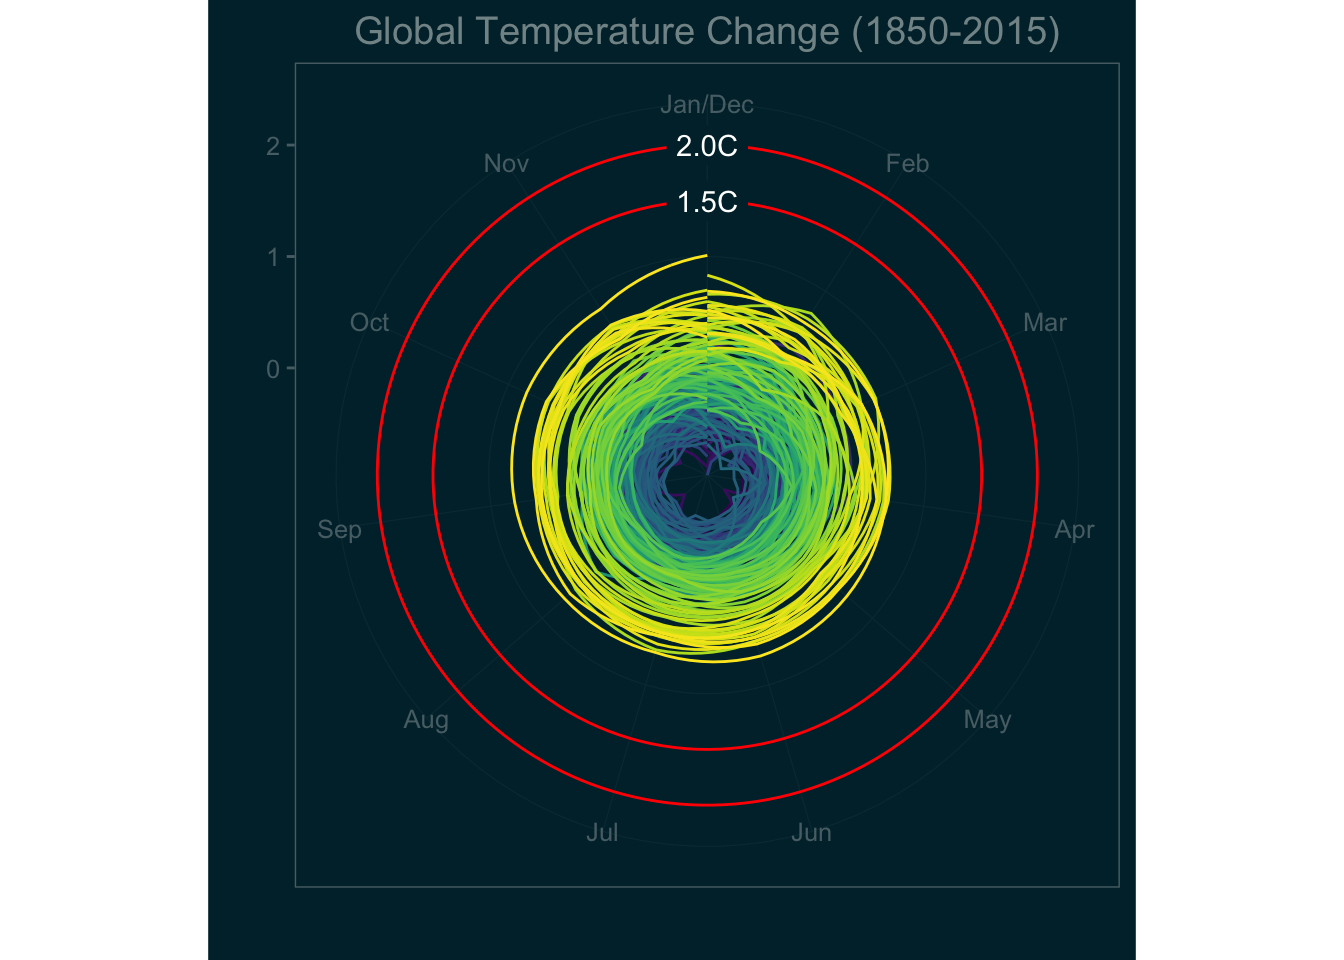 Global Temperature Change (1850-2015)
Jan/Dec
2
2.0C
Nov
Feb
1.5C
1
Oct
Mar
0
Sep
Apr
Aug
May
Jul
Jun